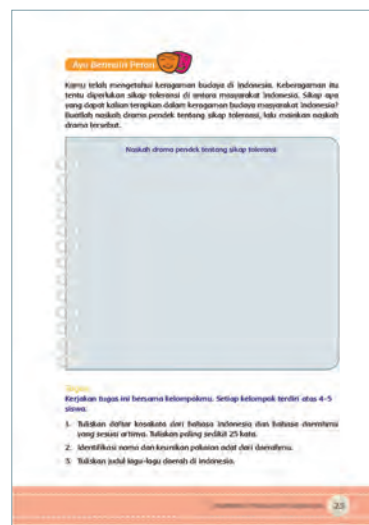 Ayo Bermain Peran
Kamu telah mengetahui keragaman budaya di Indonesia. Keberagaman itu
tentu diperlukan sikap toleransi di antara masyarakat Indonesia. Sikap apa
yang dapat kalian terapkan dalam keragaman budaya masyarakat Indonesia?
Buatlah naskah drama pendek tentang sikap toleransi, lalu mainkan naskah
drama tersebut.
Naskah drama pendek tentang sikap toleransi
Tugas
Kerjakan tugas ini bersama kelompokmu. Setiap kelompok terdiri atas 4-5
siswa.
1. Tuliskan daftar kosakata dari bahasa Indonesia dan bahasa daerahmu
yang sesuai artinya. Tuliskan paling sedikit 25 kata.
2. Identifikasi nama dan keunikan pakaian adat dari daerahmu.
3. Tuliskan judul lagu-lagu daerah di Indonesia.